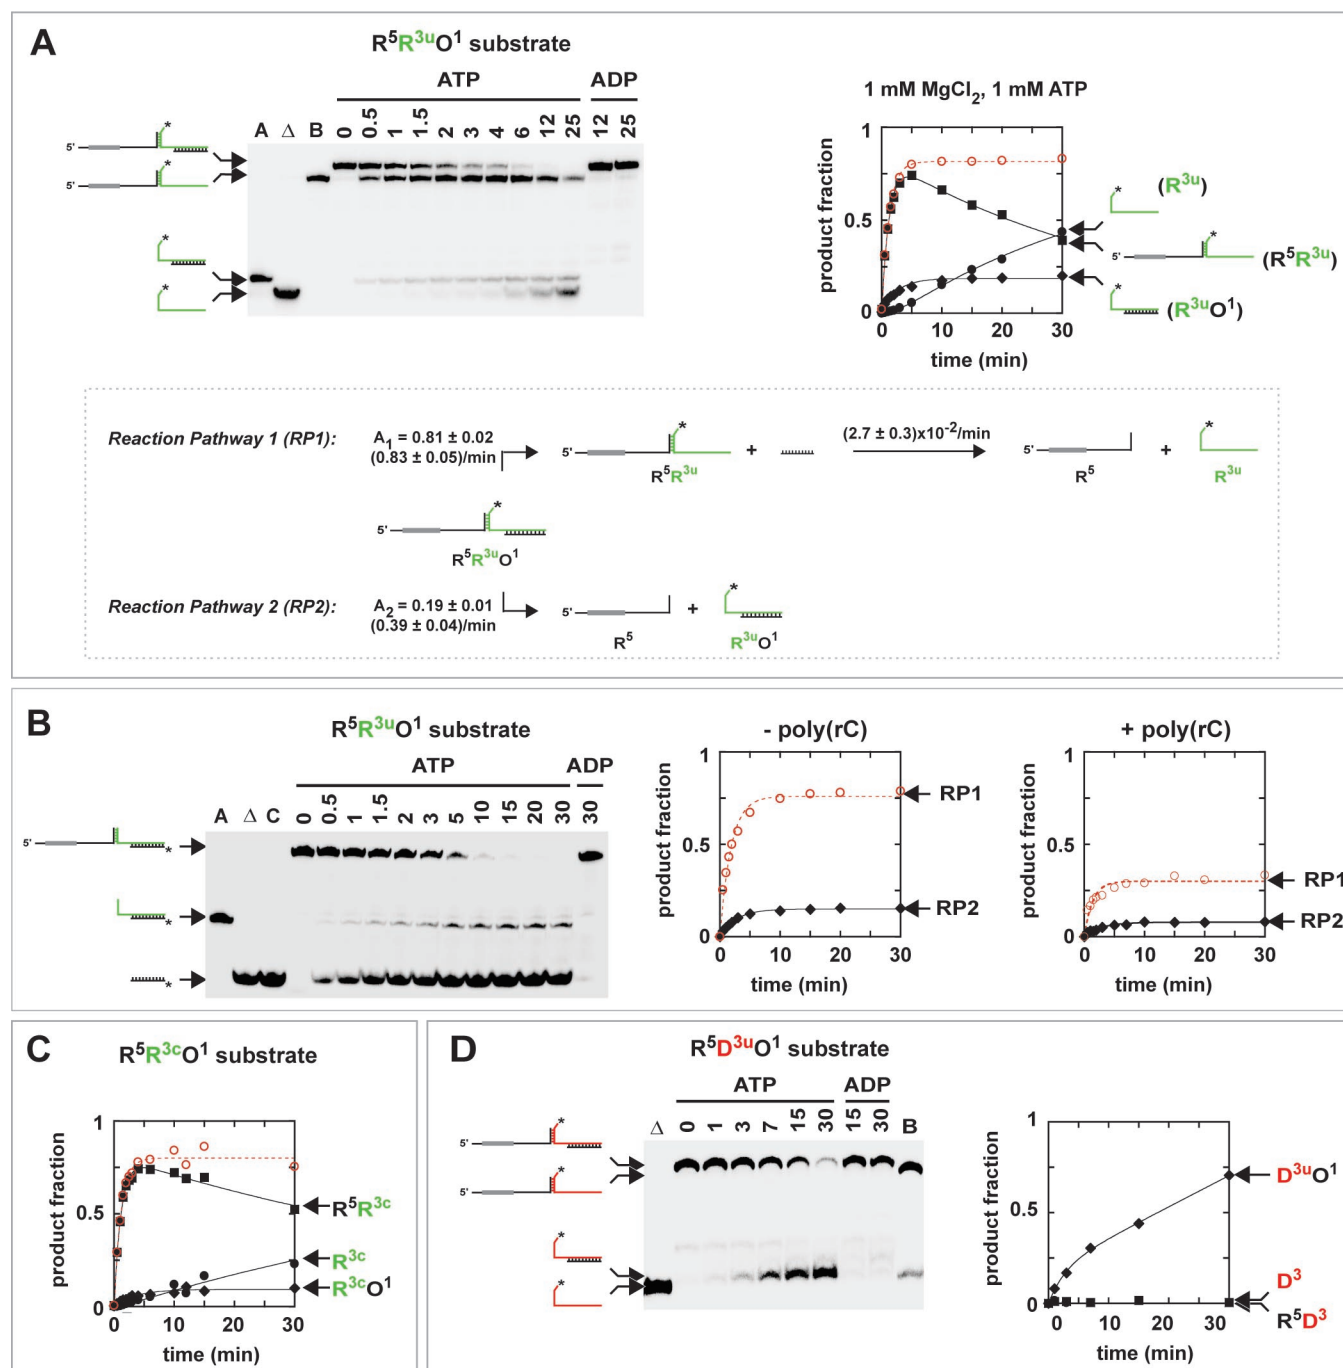 A
R⁵R³ᵘO¹ substrate
ATP ADP
A Δ B 0 0.5 1 1.5 2 3 4 6 12 25 12 25
5' *
5' *
*
*
1 mM MgCl₂, 1 mM ATP
product fraction
1
0.5
0
0 10 20 30
time (min)
* (R³ᵘ)
5' * (R⁵R³ᵘ)
* (R³ᵘO¹)
Reaction Pathway 1 (RP1):
A₁ = 0.81 ± 0.02
(0.83 ± 0.05)/min
5' * + (2.7 ± 0.3)x10⁻²/min 5' + *
R⁵R³ᵘ R⁵ R³ᵘ
5' *
R⁵R³ᵘO¹
Reaction Pathway 2 (RP2):
A₂ = 0.19 ± 0.01
(0.39 ± 0.04)/min
5' + *
R⁵ R³ᵘO¹
B
R⁵R³ᵘO¹ substrate
ATP ADP
A Δ C 0 0.5 1 1.5 2 3 5 10 15 20 30 30
5' *
*
*
- poly(rC)
product fraction
1
0.5
0
0 10 20 30
time (min)
RP1
RP2
+ poly(rC)
product fraction
1
0.5
0
0 10 20 30
time (min)
RP1
RP2
C
R⁵R³ᶜO¹ substrate
product fraction
1
0.5
0
0 10 20 30
time (min)
R⁵R³ᶜ
R³ᶜ
R³ᶜO¹
D
R⁵D³ᵘO¹ substrate
ATP ADP
Δ 0 1 3 7 15 30 15 30 B
5' *
5' *
*
*
product fraction
1
0.5
0
0 10 20 30
time (min)
D³ᵘO¹
D³
R⁵D³